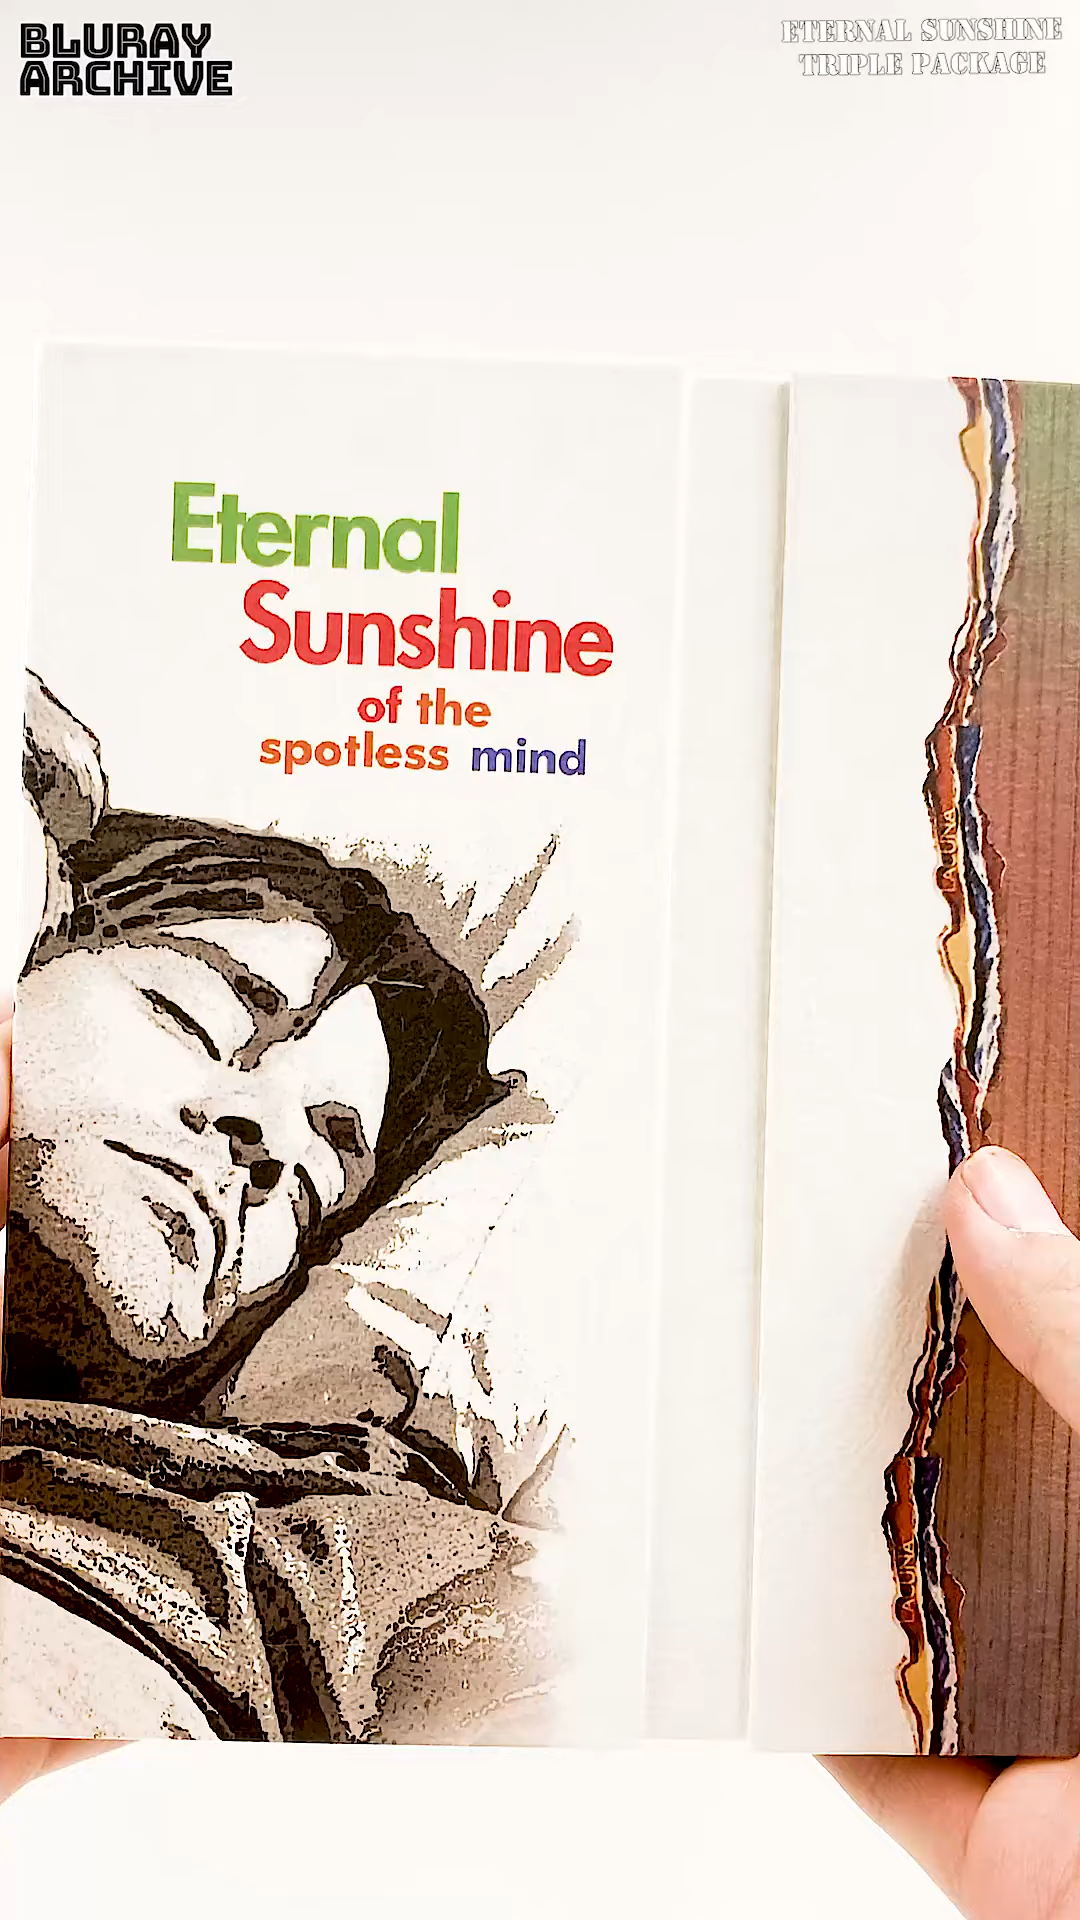 BLURAY
ARCHIVE
ETERNAL SUNSHINE
TRIPLE PACKAGE
Eternal
Sunshine
of the
spotless mind
LACUNA
LACUNA